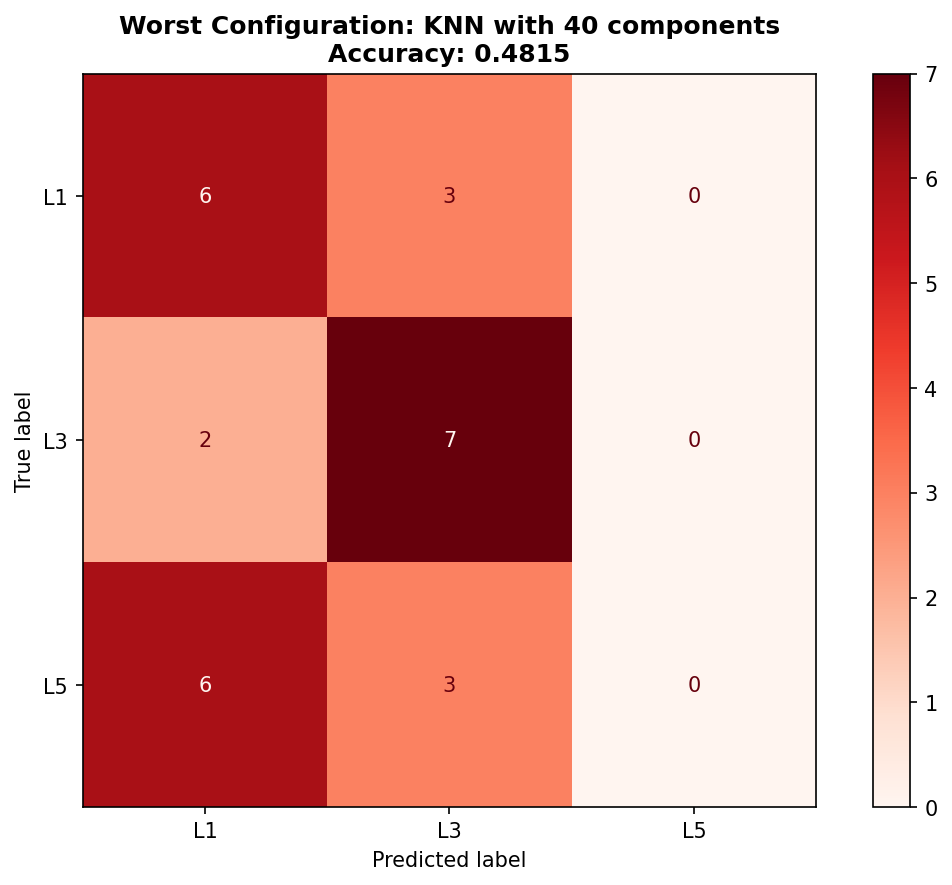 Worst Configuration: KNN with 40 components
Accuracy: 0.4815
7
6
5
4
3
2
1
0
True label
L1
6
3
0
L3
2
7
0
L5
6
3
0
L1
L3
L5
Predicted label